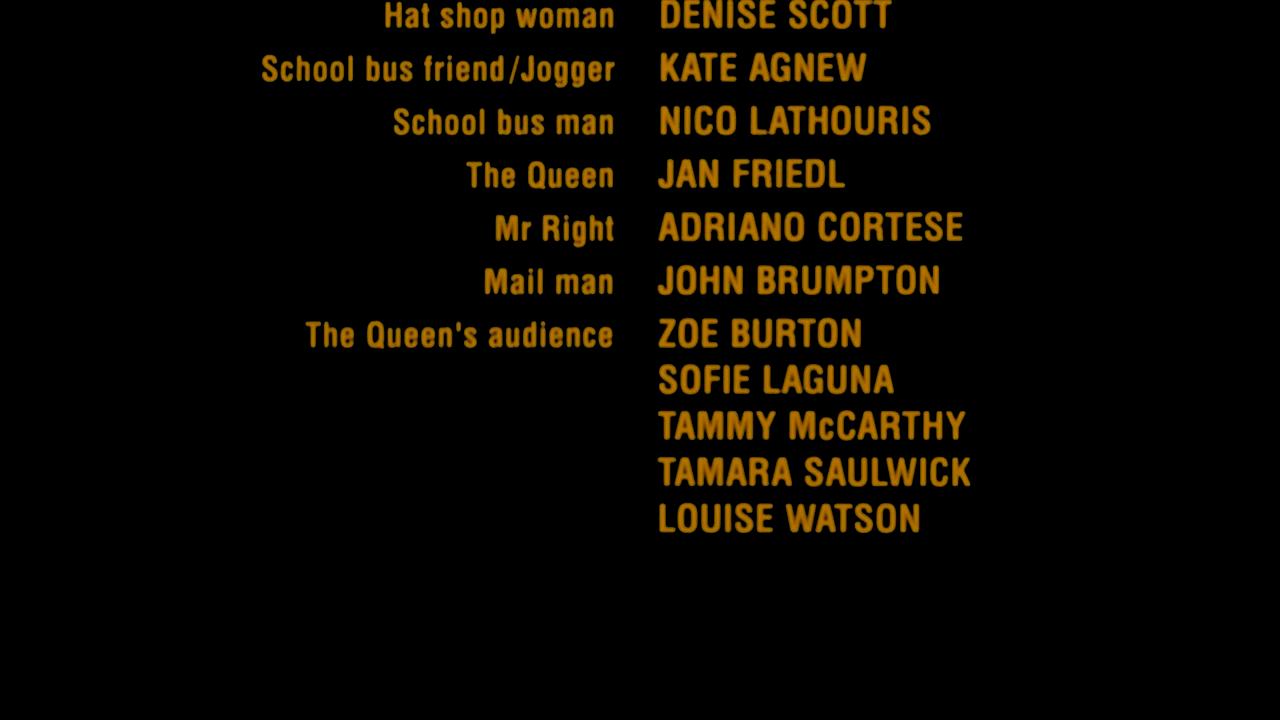 Hat shop woman DENISE SCOTT
School bus friend/Jogger KATE AGNEW
School bus man NICO LATHOURIS
The Queen JAN FRIEDL
Mr Right ADRIANO CORTESE
Mail man JOHN BRUMPTON
The Queen's audience ZOE BURTON
SOFIE LAGUNA
TAMMY McCARTHY
TAMARA SAULWICK
LOUISE WATSON